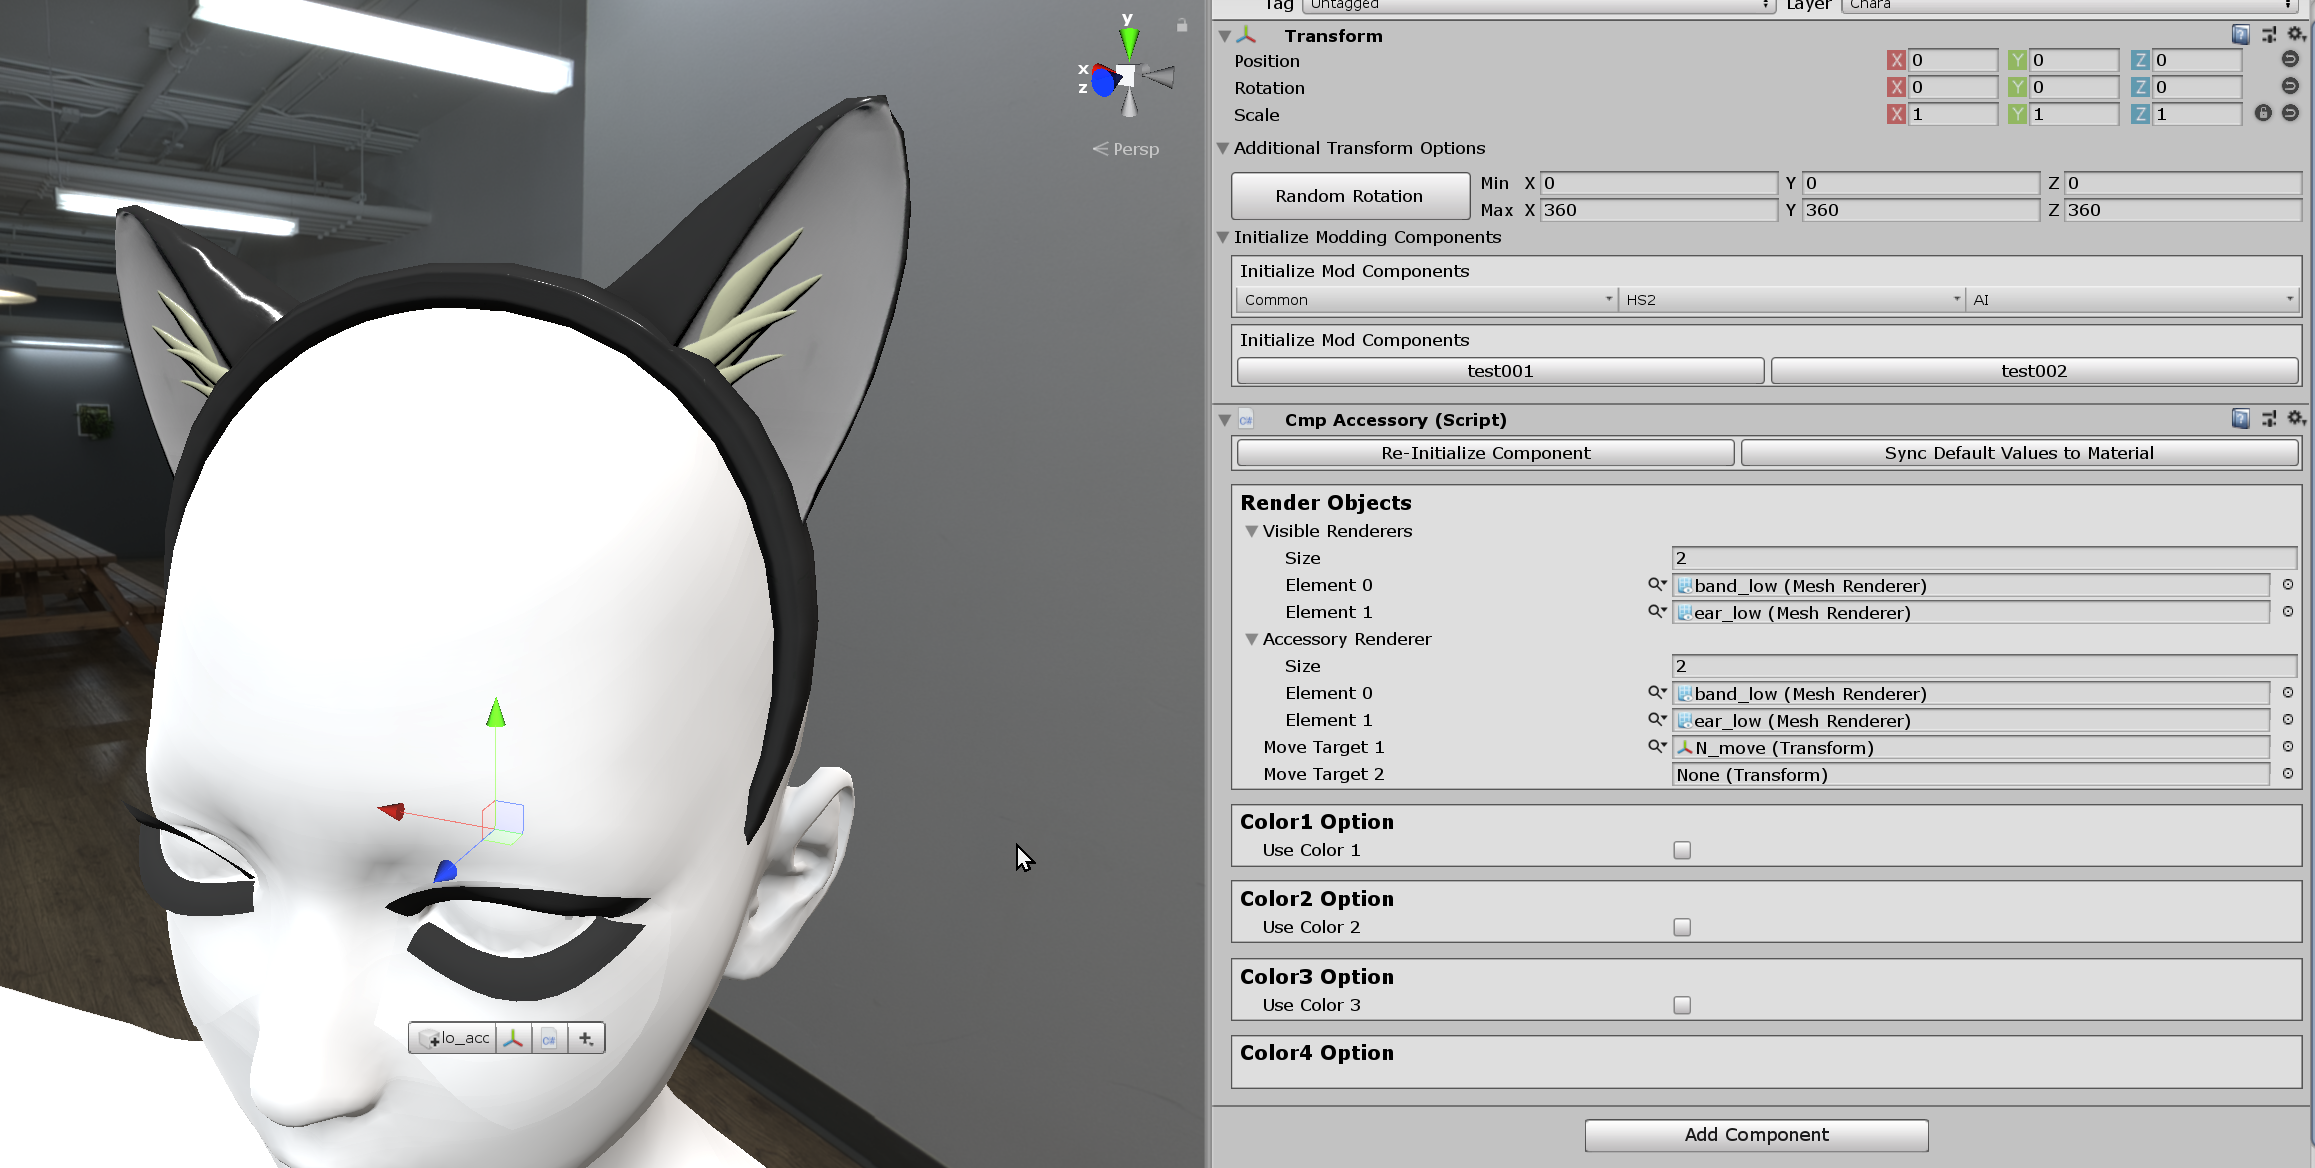 y
x
z
Persp
lo_acc
Tag Untagged Layer Chara
Transform
Position X 0 Y 0 Z 0
Rotation X 0 Y 0 Z 0
Scale X 1 Y 1 Z 1
Additional Transform Options
Random Rotation
Min X 0 Y 0 Z 0
Max X 360 Y 360 Z 360
Initialize Modding Components
Initialize Mod Components
Common HS2 AI
Initialize Mod Components
test001 test002
C# Cmp Accessory (Script)
Re-Initialize Component Sync Default Values to Material
Render Objects
Visible Renderers
Size 2
Element 0 band_low (Mesh Renderer)
Element 1 ear_low (Mesh Renderer)
Accessory Renderer
Size 2
Element 0 band_low (Mesh Renderer)
Element 1 ear_low (Mesh Renderer)
Move Target 1 N_move (Transform)
Move Target 2 None (Transform)
Color1 Option
Use Color 1
Color2 Option
Use Color 2
Color3 Option
Use Color 3
Color4 Option
Add Component